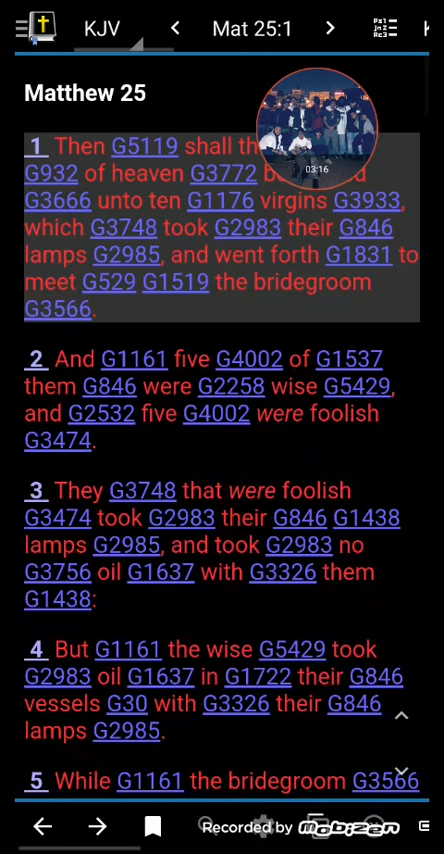 KJV Mat 25:1
Matthew 25
1 Then G5119 shall
G932 of heaven G3772
G3666 unto ten G1176 virgins G3933,
which G3748 took G2983 their G846
lamps G2985, and went forth G1831 to
meet G529 G1519 the bridegroom
G3566.
2 And G1161 five G4002 of G1537
them G846 were G2258 wise G5429,
and G2532 five G4002 were foolish
G3474.
3 They G3748 that were foolish
G3474 took G2983 their G846 G1438
lamps G2985, and took G2983 no
G3756 oil G1637 with G3326 them
G1438:
4 But G1161 the wise G5429 took
G2983 oil G1637 in G1722 their G846
vessels G30 with G3326 their G846
lamps G2985.
5 While G1161 the bridegroom G3566
03:16
Recorded by Mobizen